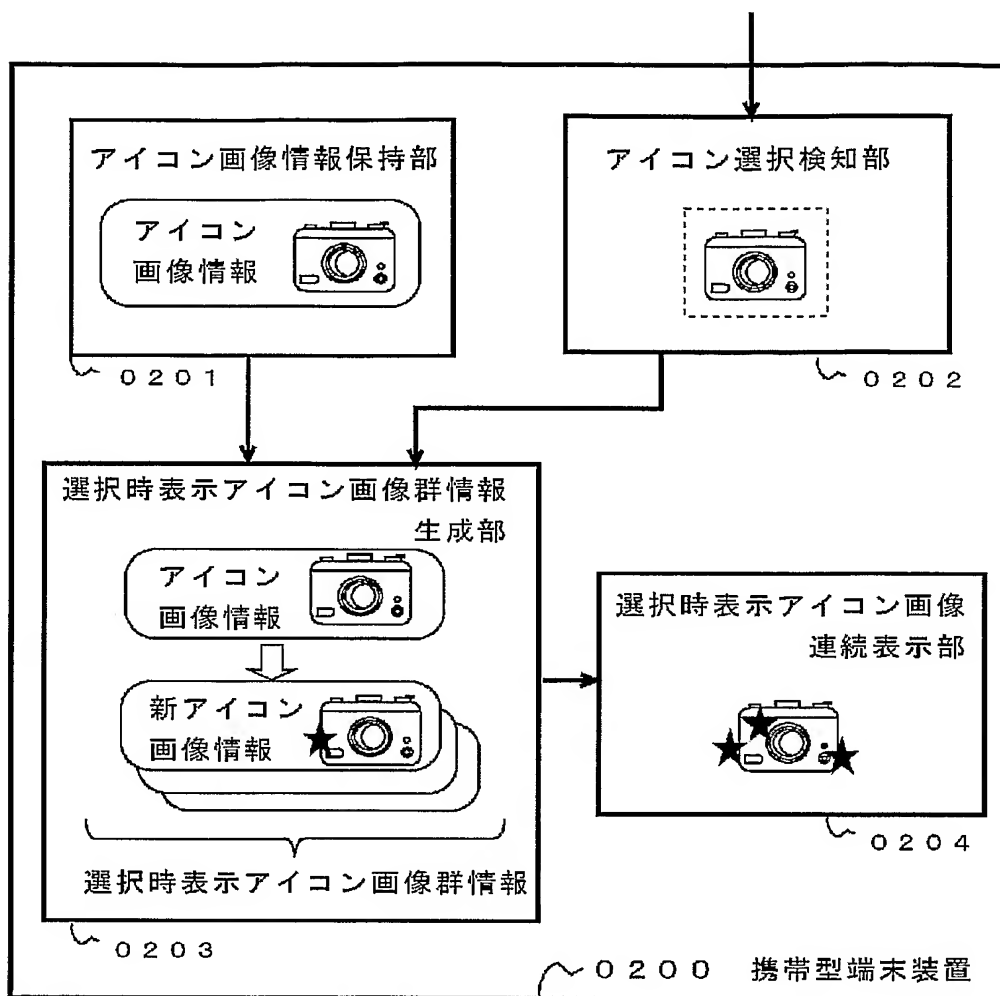 アイコン画像情報保持部
アイコン
画像情報
０２０１
アイコン選択検知部
０２０２
選択時表示アイコン画像群情報
生成部
アイコン
画像情報
新アイコン
画像情報
選択時表示アイコン画像群情報
０２０３
選択時表示アイコン画像
連続表示部
０２０４
０２００　携帯型端末装置